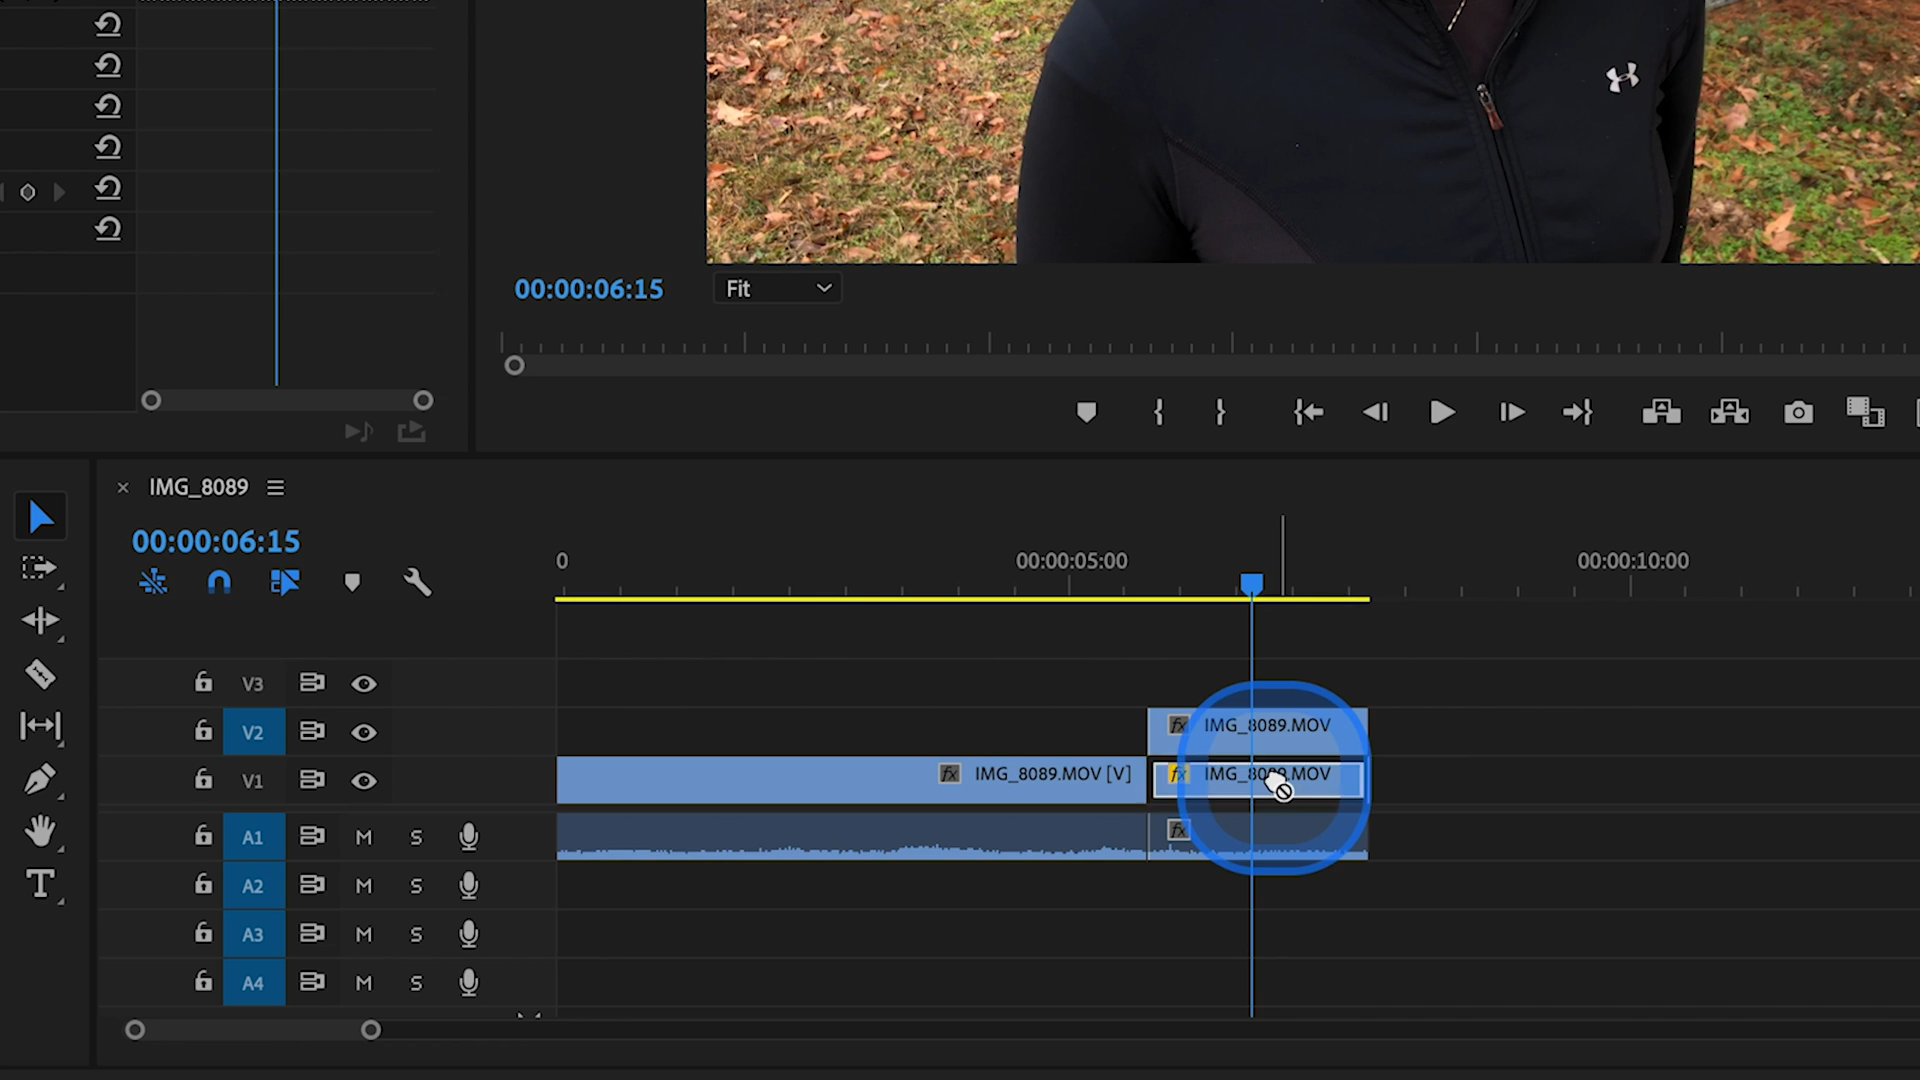 00:00:06:15
Fit
IMG_8089
00:00:06:15
0
00:00:05:00
00:00:10:00
V3
V2
fx IMG_8089.MOV
V1
fx IMG_8089.MOV [V]
fx IMG_8089.MOV
A1 M S
fx
A2 M S
A3 M S
A4 M S